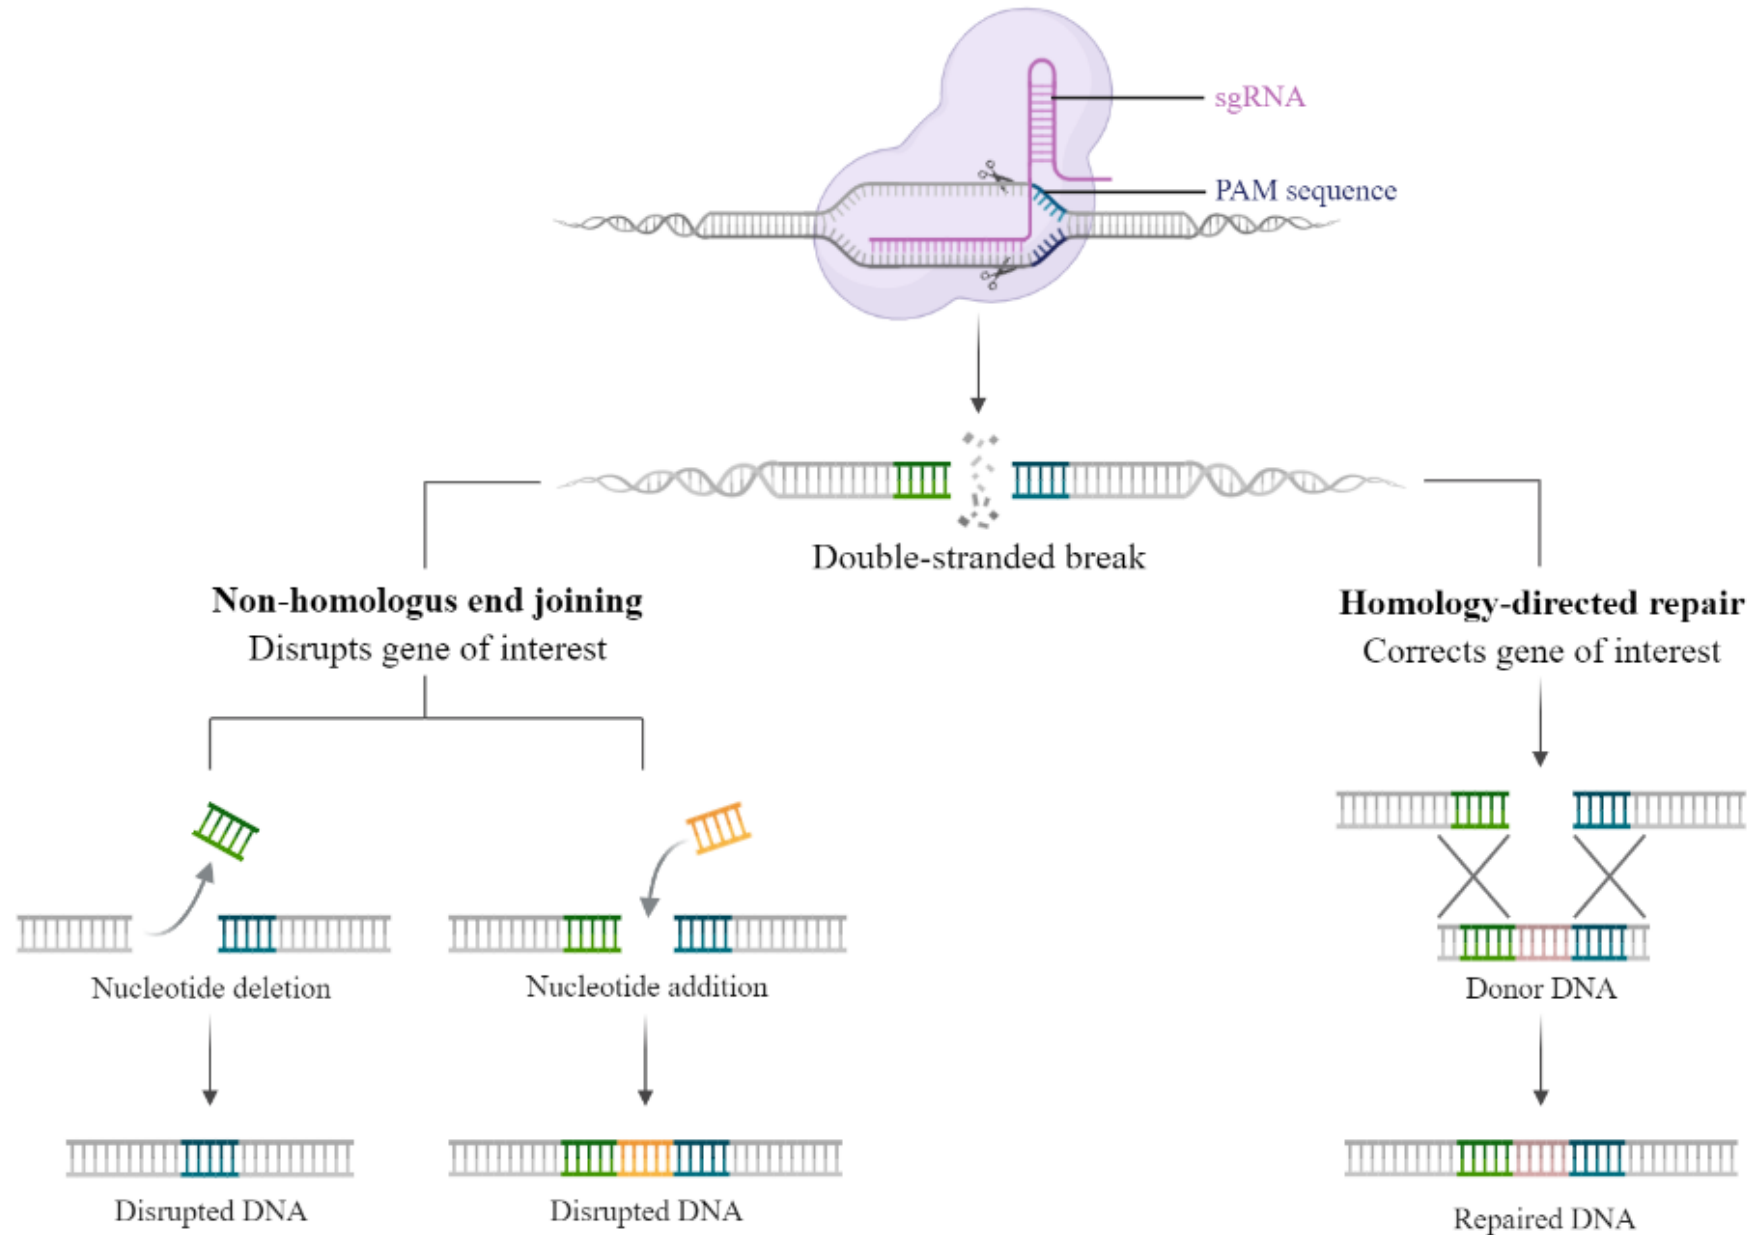 sgRNA
PAM sequence
Double-stranded break
Non-homologus end joining
Disrupts gene of interest
Homology-directed repair
Corrects gene of interest
Nucleotide deletion
Nucleotide addition
Donor DNA
Disrupted DNA
Disrupted DNA
Repaired DNA